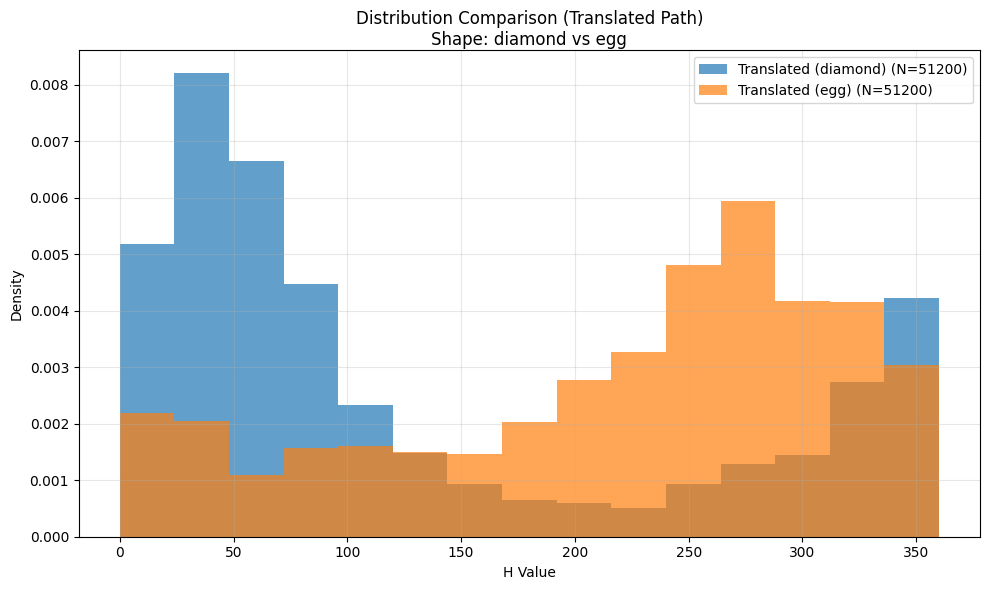 Distribution Comparison (Translated Path)
Shape: diamond vs egg
Translated (diamond) (N=51200)
Translated (egg) (N=51200)
Density
0.008
0.007
0.006
0.005
0.004
0.003
0.002
0.001
0.000
0 50 100 150 200 250 300 350
H Value